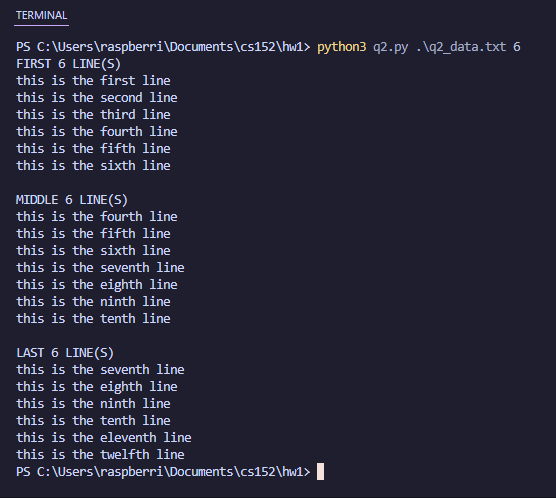 TERMINAL
PS C:\Users\raspberri\Documents\cs152\hw1> python3 q2.py .\q2_data.txt 6
FIRST 6 LINE(S)
this is the first line
this is the second line
this is the third line
this is the fourth line
this is the fifth line
this is the sixth line

MIDDLE 6 LINE(S)
this is the fourth line
this is the fifth line
this is the sixth line
this is the seventh line
this is the eighth line
this is the ninth line
this is the tenth line

LAST 6 LINE(S)
this is the seventh line
this is the eighth line
this is the ninth line
this is the tenth line
this is the eleventh line
this is the twelfth line
PS C:\Users\raspberri\Documents\cs152\hw1>